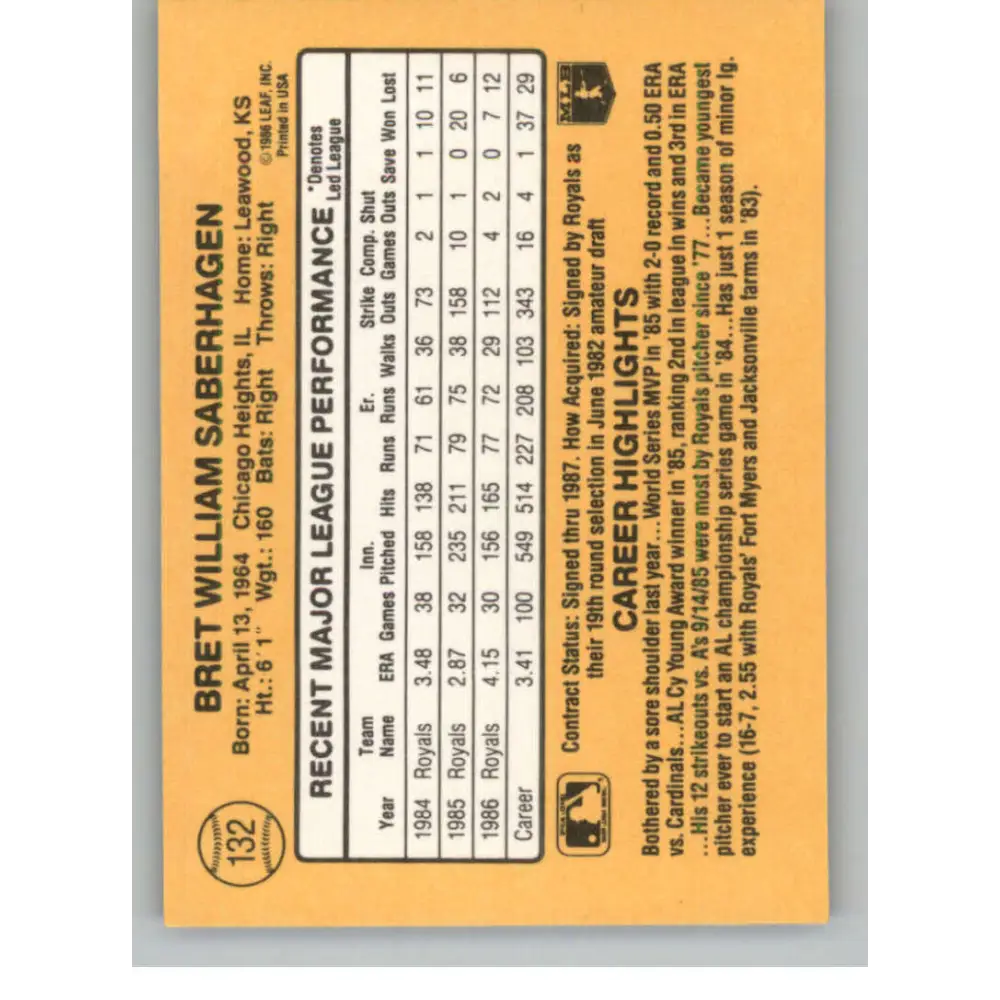 132
BRET WILLIAM SABERHAGEN
Born: April 13, 1964 Chicago Heights, IL Home: Leawood, KS
Ht.: 6'1" Wgt.: 160 Bats: Right Throws: Right
© 1986 LEAF, INC.
Printed in USA
RECENT MAJOR LEAGUE PERFORMANCE *Denotes Led League
Year Team Name ERA Games Inn. Pitched Hits Runs Er. Runs Walks Strike Outs Comp. Games Shut Outs Save Won Lost
1984 Royals 3.48 38 158 138 71 61 36 73 2 1 1 10 11
1985 Royals 2.87 32 235 211 79 75 38 158 10 1 0 20 6
1986 Royals 4.15 30 156 165 77 72 29 112 4 2 0 7 12
Career 3.41 100 549 514 227 208 103 343 16 4 1 37 29
Contract Status: Signed thru 1987. How Acquired: Signed by Royals as
their 19th round selection in June 1982 amateur draft
MLB
CAREER HIGHLIGHTS
Bothered by a sore shoulder last year...World Series MVP in '85 with 2-0 record and 0.50 ERA
vs. Cardinals...AL Cy Young Award winner in '85, ranking 2nd in league in wins and 3rd in ERA
...His 12 strikeouts vs. A's 9/14/85 were most by Royals pitcher since '77...Became youngest
pitcher ever to start an AL championship series game in '84...Has just 1 season of minor lg.
experience (16-7, 2.55 with Royals' Fort Myers and Jacksonville farms in '83).